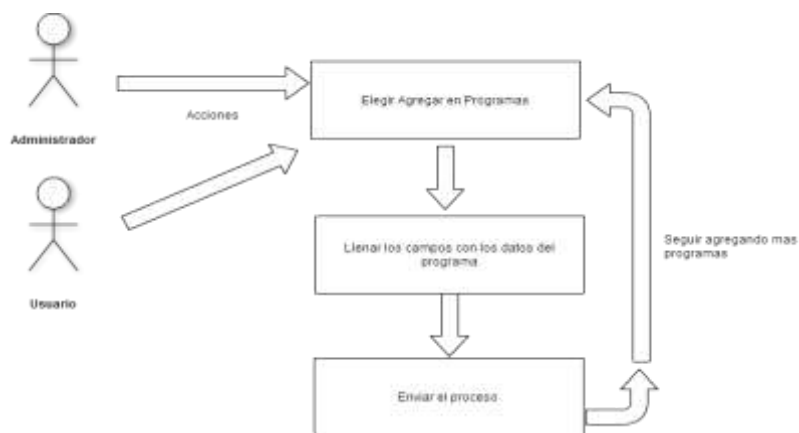 Administrador
Acciones
Elegir Agregar en Programas
Usuario
Llenar los campos con los datos del
programa
Seguir agregando mas
programas
Enviar el proceso